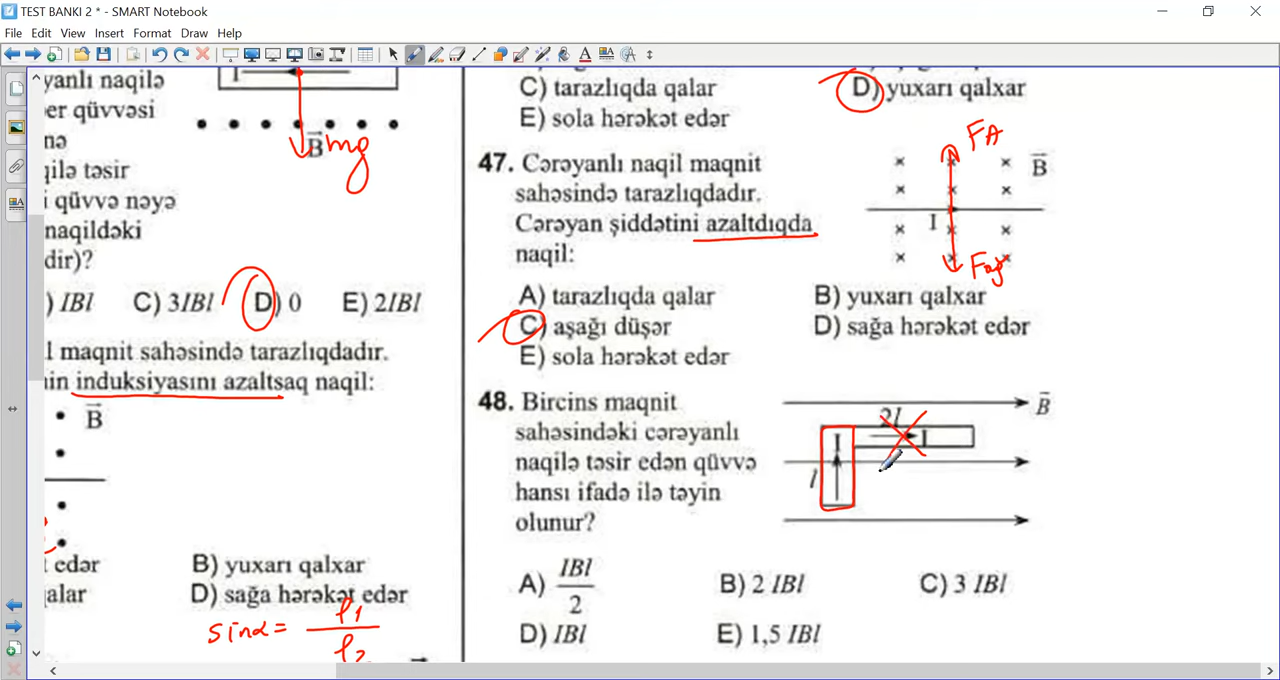 TEST BANKI 2 * - SMART Notebook
File Edit View Insert Format Draw Help
yanlı naqilə
er qüvvəsi
nə
qilə təsir
i qüvvə nəyə
naqildəki
dir)?
I
B mg
) IBl C) 3IBl D) 0 E) 2IBl
l maqnit sahəsində tarazlıqdadır.
nin induksiyasını azaltsaq naqil:
B
edər B) yuxarı qalxar
alar D) sağa hərəkət edər
sinα = l1
l2
C) tarazlıqda qalar D) yuxarı qalxar
E) sola hərəkət edər
47. Cərəyanlı naqil maqnit
sahəsində tarazlıqdadır.
Cərəyan şiddətini azaltdıqda
naqil:
FA
B
I
Fağ
A) tarazlıqda qalar B) yuxarı qalxar
C) aşağı düşər D) sağa hərəkət edər
E) sola hərəkət edər
48. Bircins maqnit
sahəsindəki cərəyanlı
naqilə təsir edən qüvvə
hansı ifadə ilə təyin
olunur?
B
2l
I I
l
A) IBl/2 B) 2 IBl C) 3 IBl
D) IBl E) 1,5 IBl